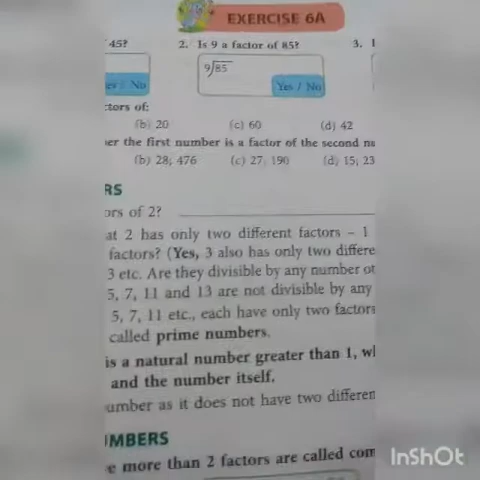 EXERCISE 6A
45? 2. Is 9 a factor of 85? 3.
9 85
Yes / No Yes / No
tors of:
(b) 20 (c) 60 (d) 42
er the first number is a factor of the second
(b) 28; 476 (c) 27, 190 (d) 15; 23
RS
ors of 2?
at 2 has only two different factors – 1
factors? (Yes, 3 also has only two differe
3 etc. Are they divisible by any number ot
5, 7, 11 and 13 are not divisible by any
5, 7, 11 etc., each have only two factors
called prime numbers.
is a natural number greater than 1, wh
and the number itself.
umber as it does not have two differen
MBERS
e more than 2 factors are called com
InShOt